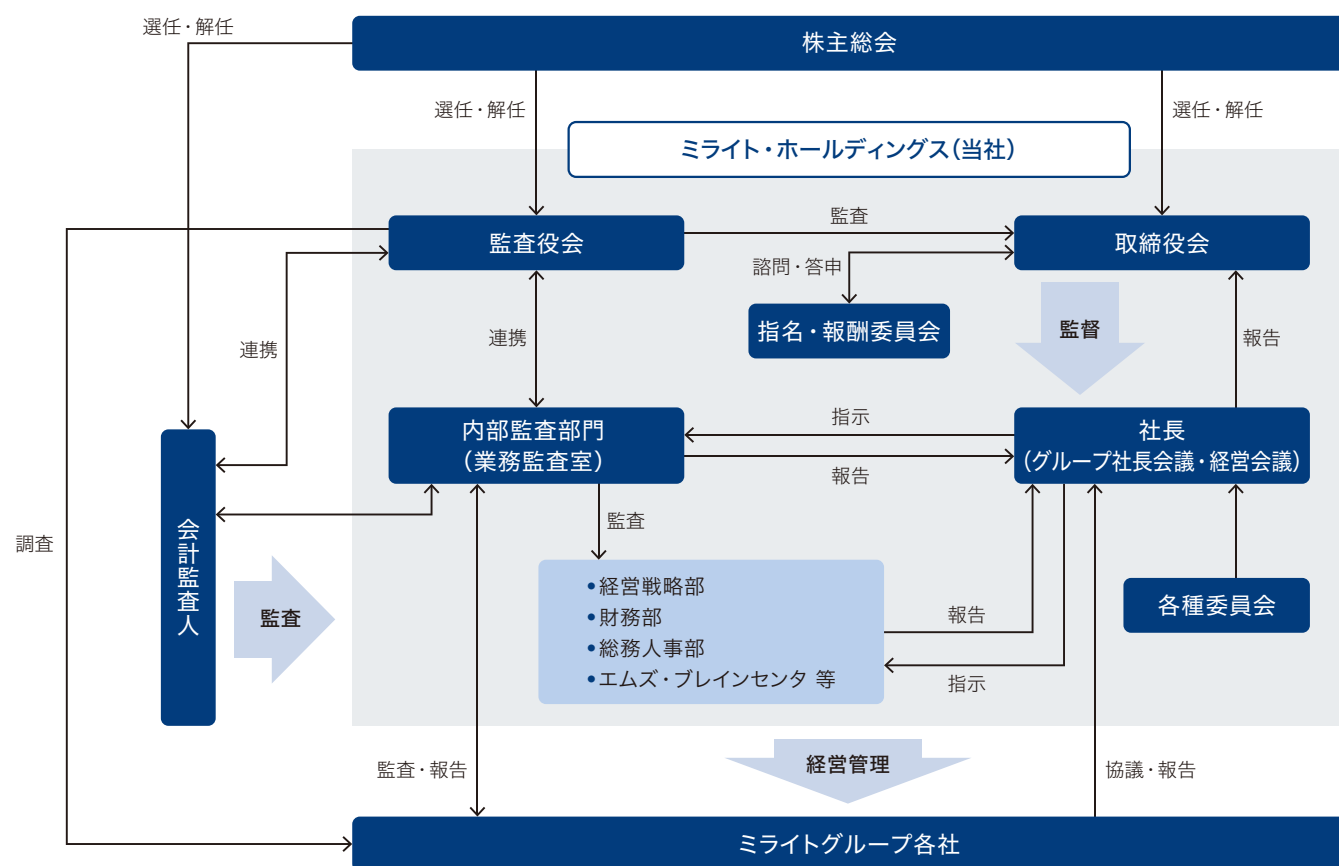 選任・解任
株主総会
選任・解任
選任・解任
ミライト・ホールディングス(当社)
監査役会
監査
取締役会
諮問・答申
指名・報酬委員会
監督
報告
連携
連携
内部監査部門
(業務監査室)
指示
報告
社長
(グループ社長会議・経営会議)
調査
会計監査人
監査
監査
•経営戦略部
•財務部
•総務人事部
•エムズ・ブレインセンタ 等
報告
指示
各種委員会
監査・報告
経営管理
協議・報告
ミライトグループ各社